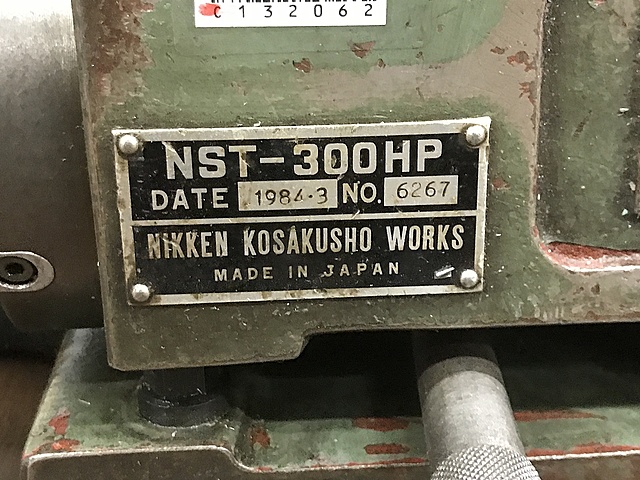 C132062
NST-300HP
DATE 1984.3 NO. 6267
NIKKEN KOSAKUSHO WORKS
MADE IN JAPAN